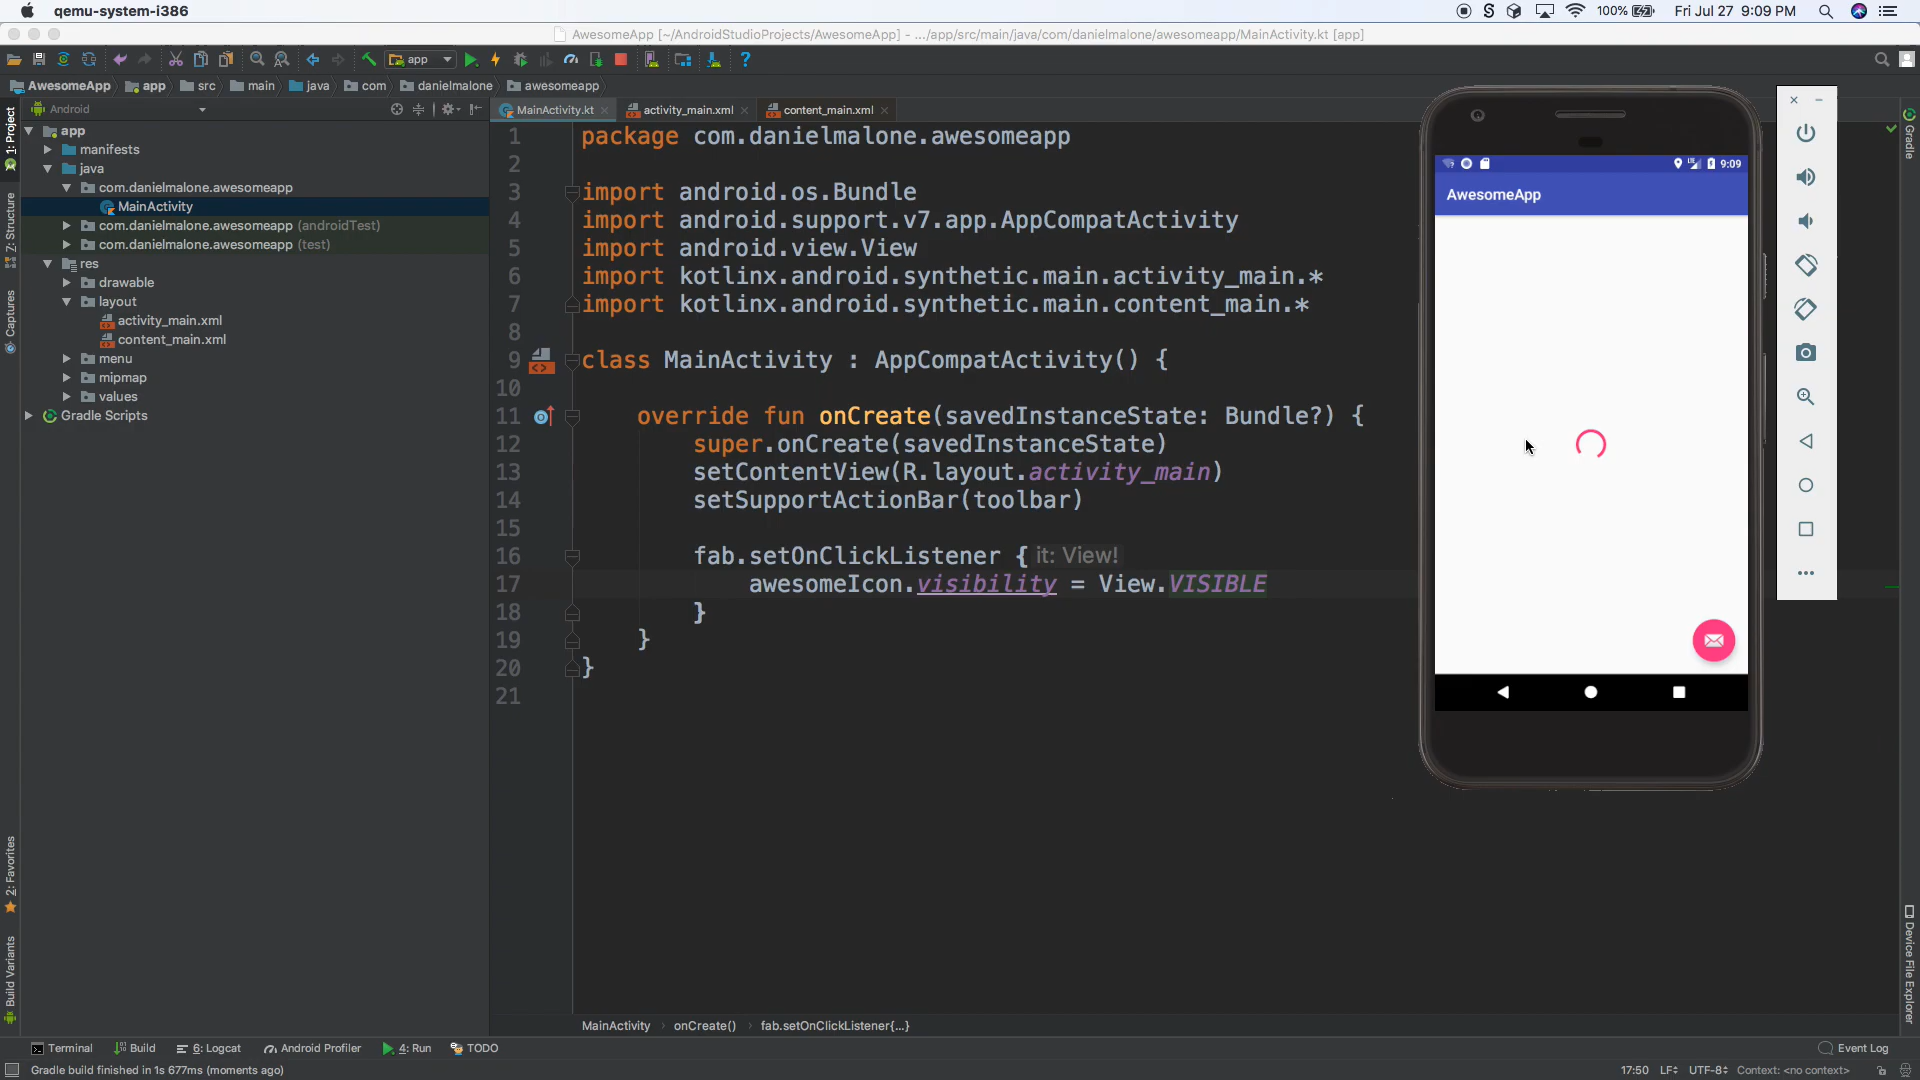 qemu-system-i386
100%
Fri Jul 27 9:09 PM
AwesomeApp [~/AndroidStudioProjects/AwesomeApp] - .../app/src/main/java/com/danielmalone/awesomeapp/MainActivity.kt [app]
app
AwesomeApp
app
src
main
java
com
danielmalone
awesomeapp
Android
MainActivity.kt
activity_main.xml
content_main.xml
1: Project
Z: Structure
Captures
2: Favorites
Build Variants
app
manifests
java
com.danielmalone.awesomeapp
MainActivity
com.danielmalone.awesomeapp (androidTest)
com.danielmalone.awesomeapp (test)
res
drawable
layout
activity_main.xml
content_main.xml
menu
mipmap
values
Gradle Scripts
1 package com.danielmalone.awesomeapp
2
3 import android.os.Bundle
4 import android.support.v7.app.AppCompatActivity
5 import android.view.View
6 import kotlinx.android.synthetic.main.activity_main.*
7 import kotlinx.android.synthetic.main.content_main.*
8
9 class MainActivity : AppCompatActivity() {
10
11 override fun onCreate(savedInstanceState: Bundle?) {
12 super.onCreate(savedInstanceState)
13 setContentView(R.layout.activity_main)
14 setSupportActionBar(toolbar)
15
16 fab.setOnClickListener { it: View!
17 awesomeIcon.visibility = View.VISIBLE
18 }
19 }
20 }
21
9:09
AwesomeApp
Gradle
Device File Explorer
MainActivity
onCreate()
fab.setOnClickListener{...}
Terminal
Build
6: Logcat
Android Profiler
4: Run
TODO
Event Log
Gradle build finished in 1s 677ms (moments ago)
17:50
LF
UTF-8
Context: <no context>